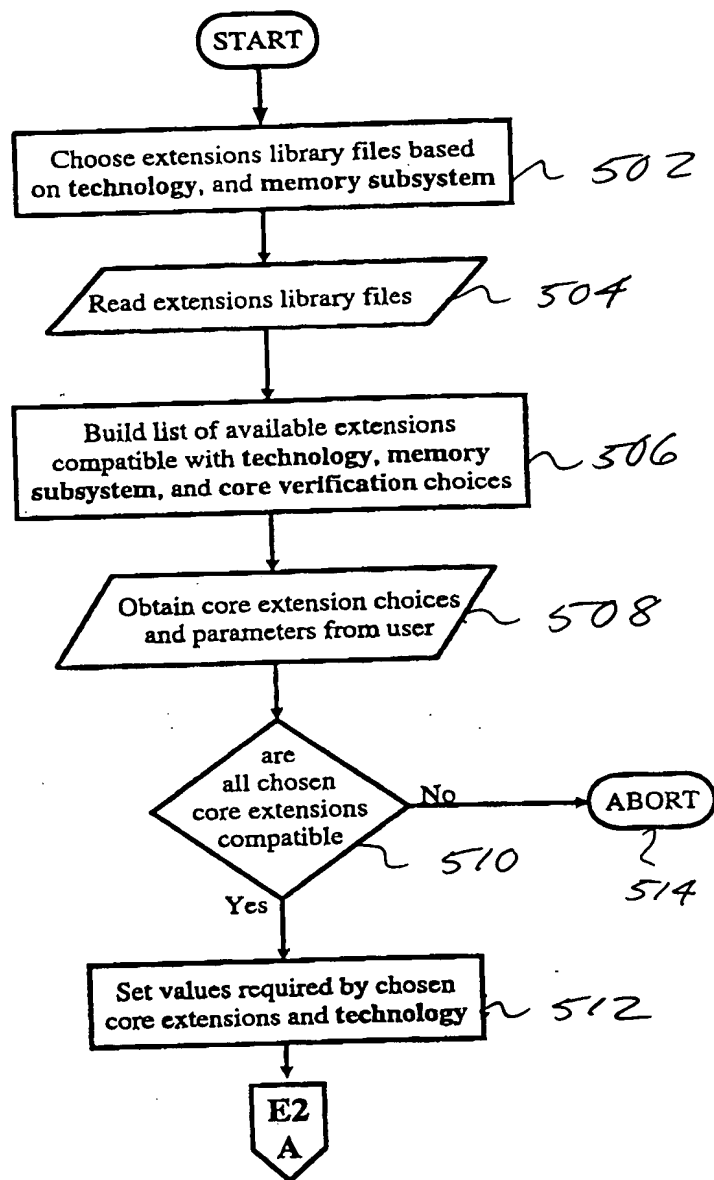 START
Choose extensions library files based
on technology, and memory subsystem
502
Read extensions library files
504
Build list of available extensions
compatible with technology, memory
subsystem, and core verification choices
506
Obtain core extension choices
and parameters from user
508
are
all chosen
core extensions
compatible
510
No
ABORT
514
Yes
Set values required by chosen
core extensions and technology
512
E2
A